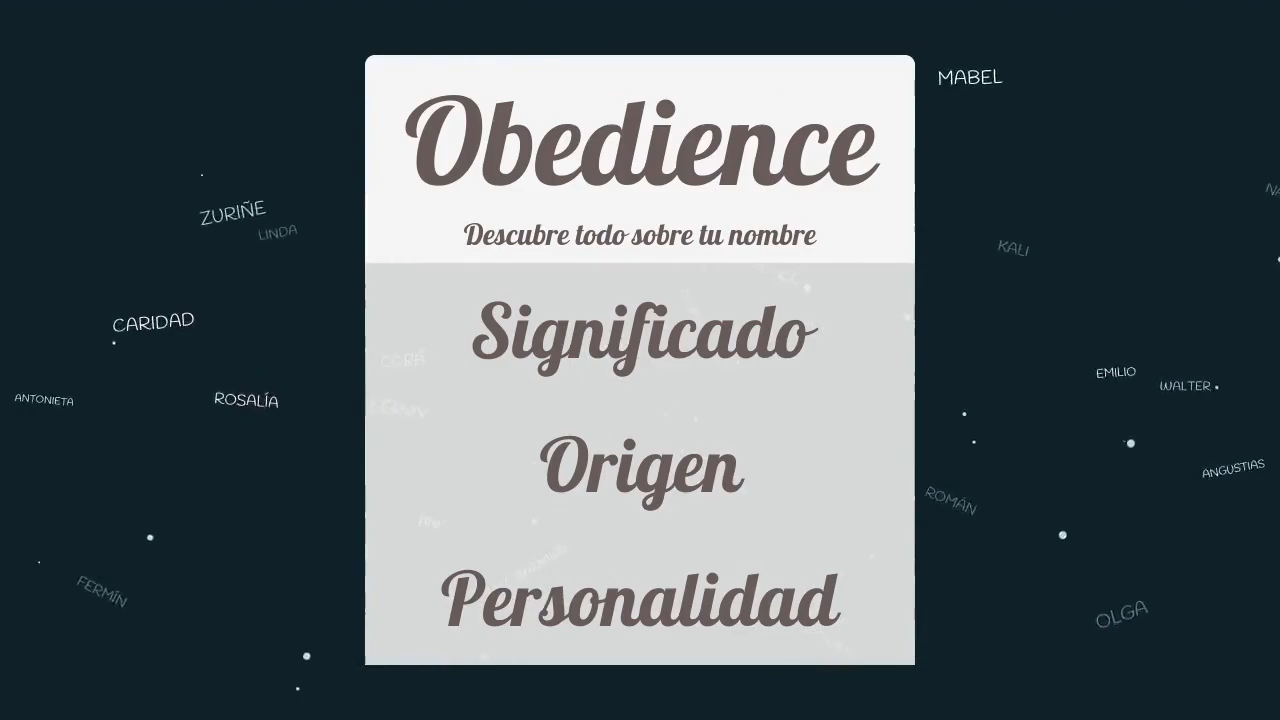 Obedience
Descubre todo sobre tu nombre
Significado
Origen
Personalidad
MABEL
ZURIÑE
LINDA
KALI
CARIDAD
EMILIO
WALTER
ANTONIETA
ROSALÍA
ANGUSTIAS
ROMÁN
FERMÍN
OLGA